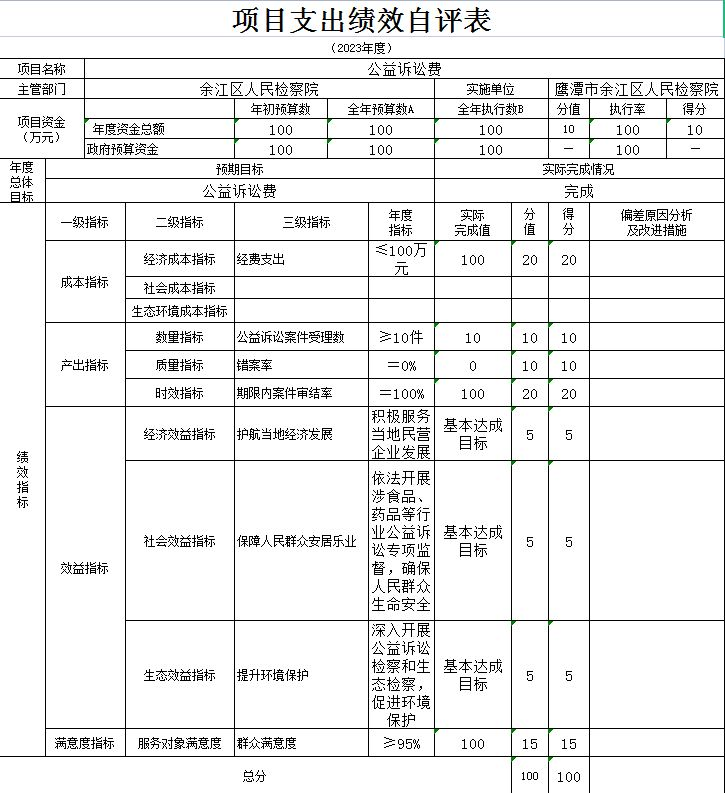 项目支出绩效自评表
（2023年度）
项目名称 公益诉讼费
主管部门 余江区人民检察院 实施单位 鹰潭市余江区人民检察院
项目资金（万元） 年初预算数 全年预算数A 全年执行数B 分值 执行率 得分
年度资金总额 100 100 100 10 100 10
政府预算资金 100 100 100 — 100 —
年度总体目标 预期目标 实际完成情况
公益诉讼费 完成
绩效指标
一级指标 二级指标 三级指标 年度指标 实际完成值 分值 得分 偏差原因分析及改进措施
成本指标 经济成本指标 经费支出 ≤100万元 100 20 20
社会成本指标
生态环境成本指标
产出指标 数量指标 公益诉讼案件受理数 ≥10件 10 10 10
质量指标 错案率 =0% 0 10 10
时效指标 期限内案件审结率 =100% 100 20 20
效益指标 经济效益指标 护航当地经济发展 积极服务当地民营企业发展 基本达成目标 5 5
社会效益指标 保障人民群众安居乐业 依法开展涉食品、药品等行业公益诉讼专项监督，确保人民群众生命安全 基本达成目标 5 5
生态效益指标 提升环境保护 深入开展公益诉讼检察和生态检察，促进环境保护 基本达成目标 5 5
满意度指标 服务对象满意度 群众满意度 ≥95% 100 15 15
总分 100 100